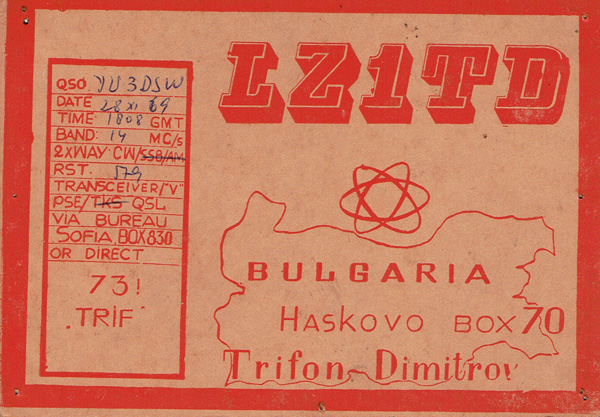 LZ1TD
QSO YU3DSW
DATE 28 XI 69
TIME: 1808 GMT
BAND: 14 MC/S
2XWAY: CW/SSB/AM
RST. 579
TRANSCEIVER/"V"
PSE/TKS QSL
VIA BUREAU
SOFIA, BOX 830
OR DIRECT
73!
"TRIF"
BULGARIA
HASKOVO BOX 70
Trifon Dimitrov